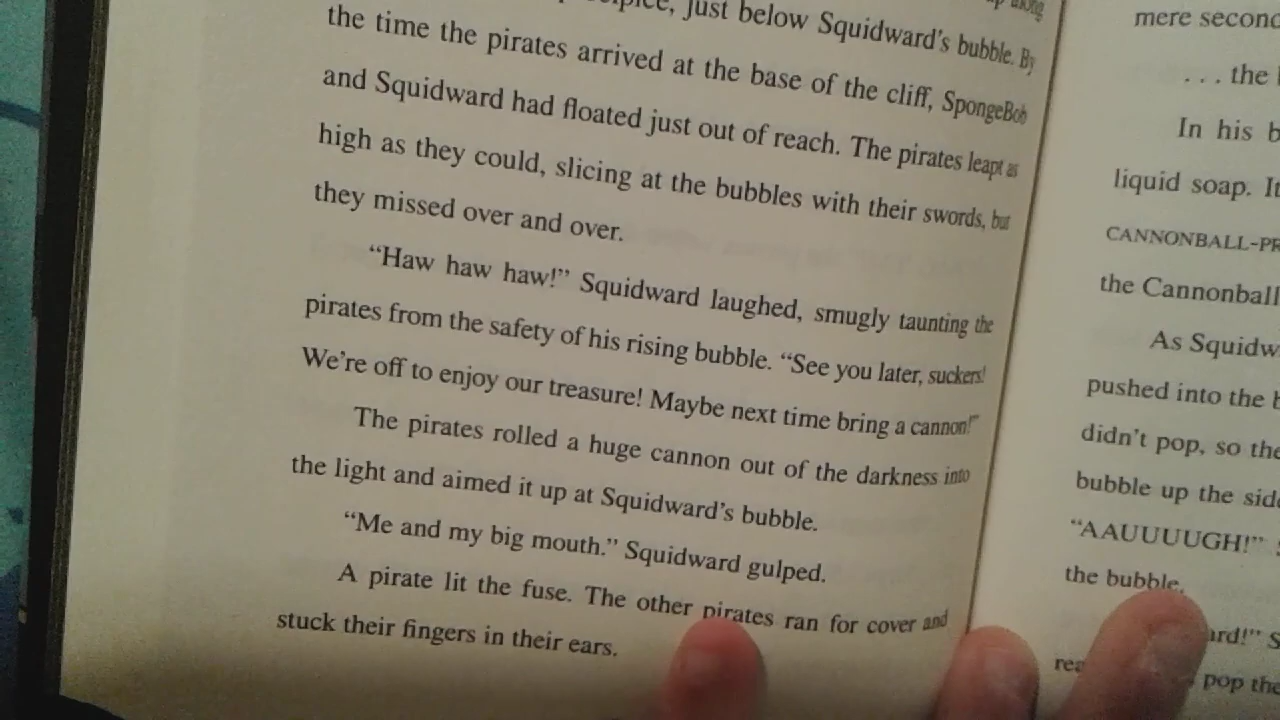 just below Squidward's bubble. By
the time the pirates arrived at the base of the cliff, SpongeBob
and Squidward had floated just out of reach. The pirates leapt as
high as they could, slicing at the bubbles with their swords, but
they missed over and over.
“Haw haw haw!” Squidward laughed, smugly taunting the
pirates from the safety of his rising bubble. “See you later, suckers!
We're off to enjoy our treasure! Maybe next time bring a cannon!”
The pirates rolled a huge cannon out of the darkness into
the light and aimed it up at Squidward's bubble.
“Me and my big mouth.” Squidward gulped.
A pirate lit the fuse. The other pirates ran for cover and
stuck their fingers in their ears.
mere
. . . the
In his
liquid soap. It
CANNONBALL-PR
the Cannonball
As Squidw
pushed into the
didn't pop, so the
bubble up the
“AAUUUUGH!”
the bubble.
ard!”
pop the